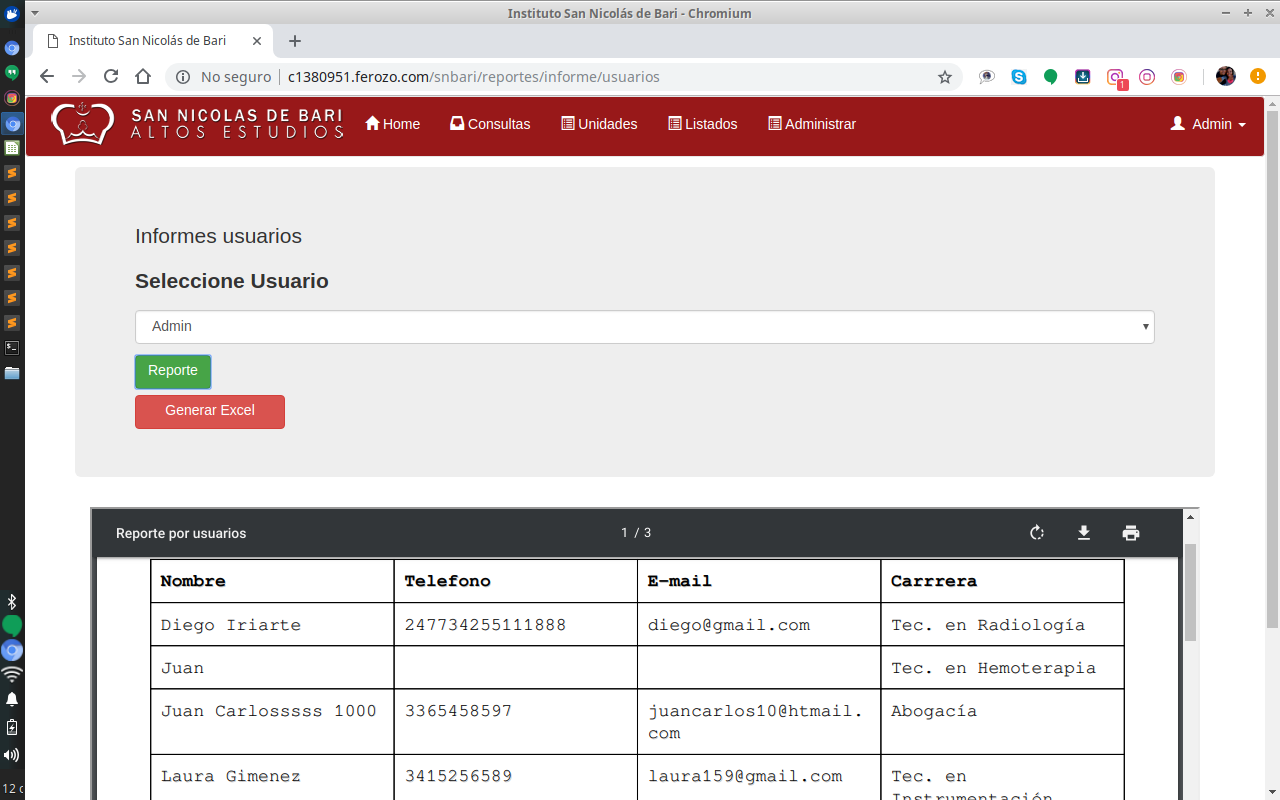 Instituto San Nicolás de Bari - Chromium
Instituto San Nicolás de Bari
No seguro | c1380951.ferozo.com/snbari/reportes/informe/usuarios
1
SAN NICOLAS DE BARI
ALTOS ESTUDIOS
Home Consultas Unidades Listados Administrar Admin
Informes usuarios
Seleccione Usuario
Admin
Reporte
Generar Excel
Reporte por usuarios 1 / 3
Nombre Telefono E-mail Carrrera
Diego Iriarte 247734255111888 diego@gmail.com Tec. en Radiología
Juan Tec. en Hemoterapia
Juan Carlosssss 1000 3365458597 juancarlos10@htmail. Abogacía
com
Laura Gimenez 3415256589 laura159@gmail.com Tec. en
Instrumentación
12 c